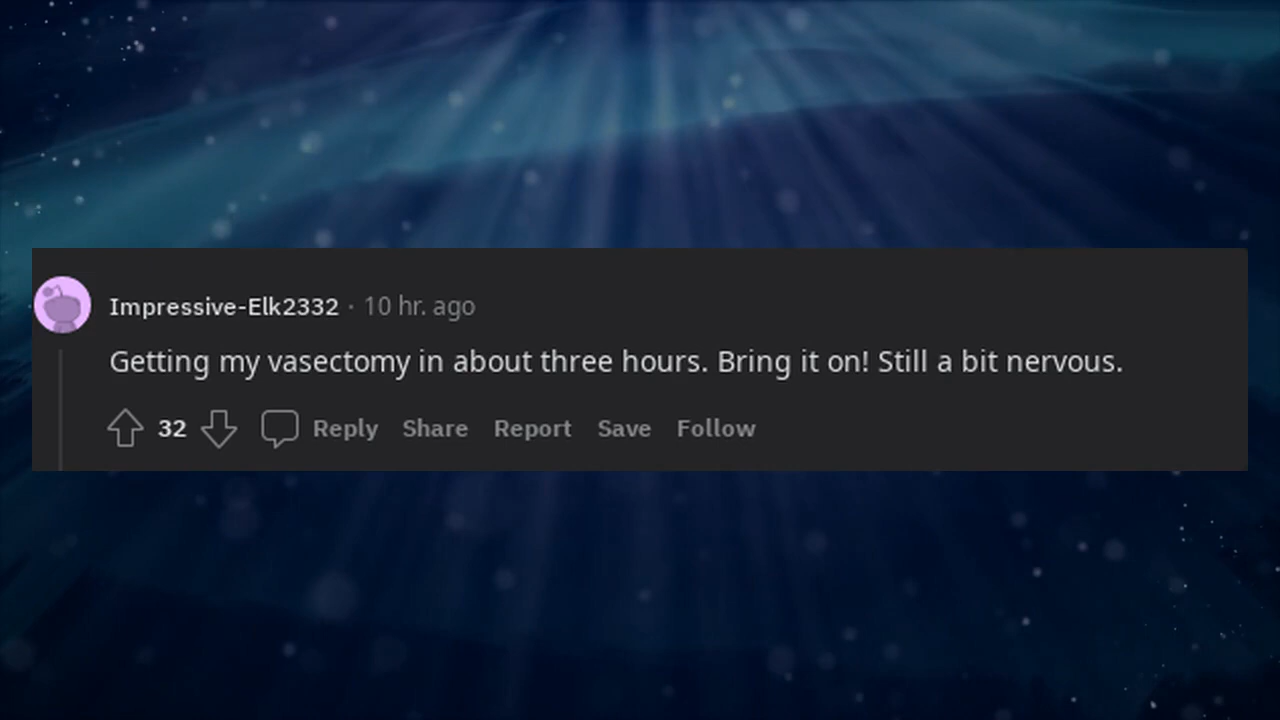 Impressive-Elk2332 · 10 hr. ago
Getting my vasectomy in about three hours. Bring it on! Still a bit nervous.
32 Reply Share Report Save Follow